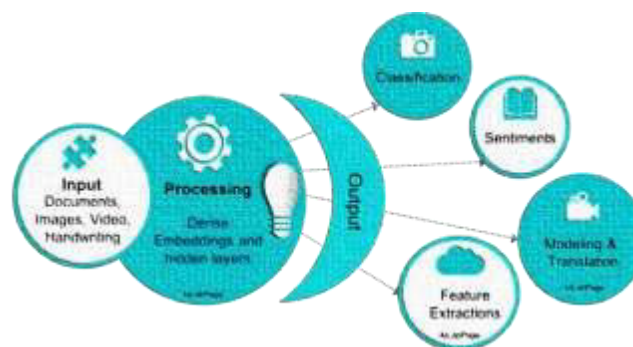 Input
Documents,
Images, Video,
Handwriting
Processing
Dense
Embeddings and
hidden layers
Output
Classification
Sentiments
Modeling &
Translation
Feature
Extractions